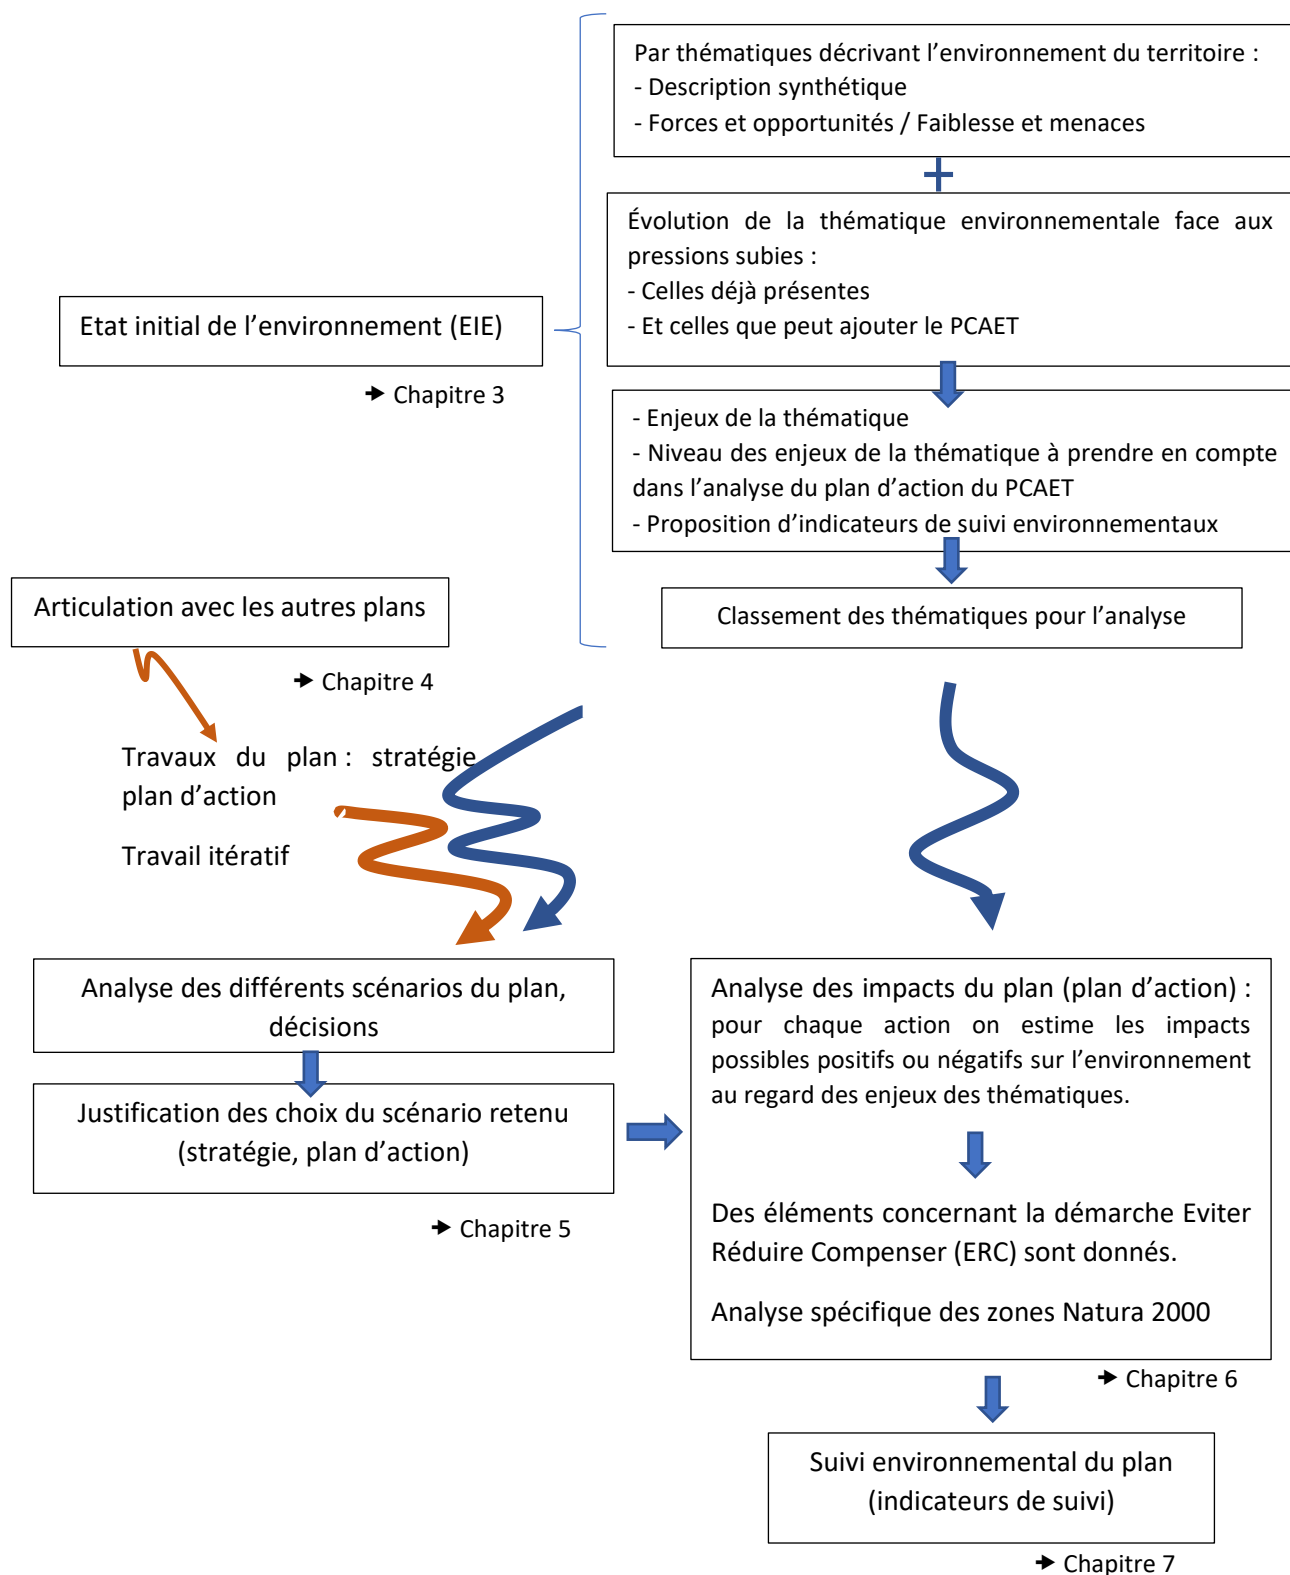 Par thématiques décrivant l’environnement du territoire :
- Description synthétique
- Forces et opportunités / Faiblesse et menaces
Évolution de la thématique environnementale face aux
pressions subies :
- Celles déjà présentes
- Et celles que peut ajouter le PCAET
Etat initial de l’environnement (EIE)
🡺 Chapitre 3
- Enjeux de la thématique
- Niveau des enjeux de la thématique à prendre en compte
dans l’analyse du plan d’action du PCAET
- Proposition d’indicateurs de suivi environnementaux
Classement des thématiques pour l’analyse
Articulation avec les autres plans
🡺 Chapitre 4
Travaux du plan : stratégie
plan d’action
Travail itératif
Analyse des différents scénarios du plan,
décisions
Justification des choix du scénario retenu
(stratégie, plan d’action)
🡺 Chapitre 5
Analyse des impacts du plan (plan d’action) :
pour chaque action on estime les impacts
possibles positifs ou négatifs sur l’environnement
au regard des enjeux des thématiques.
Des éléments concernant la démarche Eviter
Réduire Compenser (ERC) sont donnés.
Analyse spécifique des zones Natura 2000
🡺 Chapitre 6
Suivi environnemental du plan
(indicateurs de suivi)
🡺 Chapitre 7